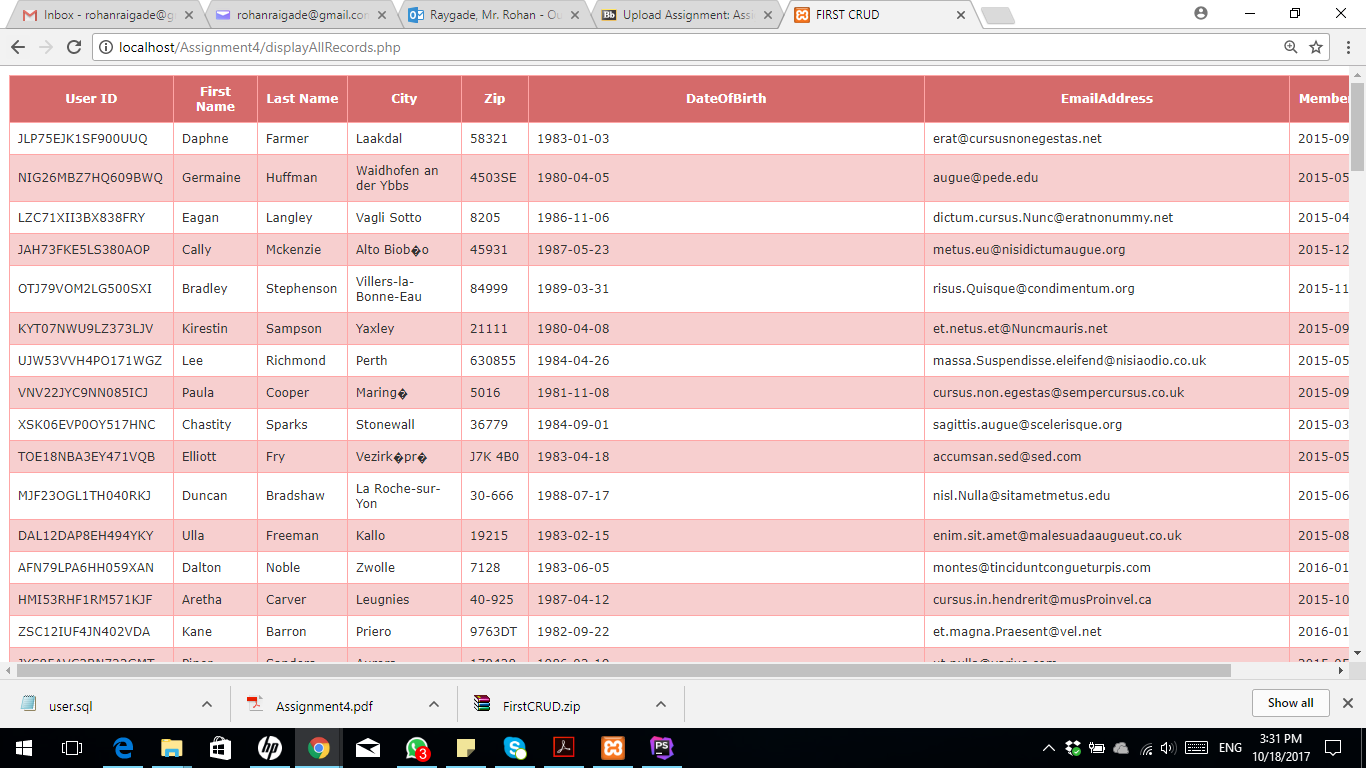 Inbox - rohanraigade@g
rohanraigade@gmail.con
Raygade, Mr. Rohan - Ou
Upload Assignment: Assi
FIRST CRUD
localhost/Assignment4/displayAllRecords.php
User ID First Name Last Name City Zip DateOfBirth EmailAddress Member
JLP75EJK1SF900UUQ Daphne Farmer Laakdal 58321 1983-01-03 erat@cursusnonegestas.net 2015-09
NIG26MBZ7HQ609BWQ Germaine Huffman Waidhofen an der Ybbs 4503SE 1980-04-05 augue@pede.edu 2015-05
LZC71XII3BX838FRY Eagan Langley Vagli Sotto 8205 1986-11-06 dictum.cursus.Nunc@eratnonummy.net 2015-04
JAH73FKE5LS380AOP Cally Mckenzie Alto Biob�o 45931 1987-05-23 metus.eu@nisidictumaugue.org 2015-12
OTJ79VOM2LG500SXI Bradley Stephenson Villers-la-Bonne-Eau 84999 1989-03-31 risus.Quisque@condimentum.org 2015-11
KYT07NWU9LZ373LJV Kirestin Sampson Yaxley 21111 1980-04-08 et.netus.et@Nuncmauris.net 2015-09
UJW53VVH4PO171WGZ Lee Richmond Perth 630855 1984-04-26 massa.Suspendisse.eleifend@nisiaodio.co.uk 2015-05
VNV22JYC9NN085ICJ Paula Cooper Maring� 5016 1981-11-08 cursus.non.egestas@sempercursus.co.uk 2015-09
XSK06EVP0OY517HNC Chastity Sparks Stonewall 36779 1984-09-01 sagittis.augue@scelerisque.org 2015-03
TOE18NBA3EY471VQB Elliott Fry Vezirk�pr� J7K 4B0 1983-04-18 accumsan.sed@sed.com 2015-05
MJF23OGL1TH040RKJ Duncan Bradshaw La Roche-sur-Yon 30-666 1988-07-17 nisl.Nulla@sitametmetus.edu 2015-06
DAL12DAP8EH494YKY Ulla Freeman Kallo 19215 1983-02-15 enim.sit.amet@malesuadaaugueut.co.uk 2015-08
AFN79LPA6HH059XAN Dalton Noble Zwolle 7128 1983-06-05 montes@tinciduntcongueturpis.com 2016-01
HMI53RHF1RM571KJF Aretha Carver Leugnies 40-925 1987-04-12 cursus.in.hendrerit@musProinvel.ca 2015-10
ZSC12IUF4JN402VDA Kane Barron Priero 9763DT 1982-09-22 et.magna.Praesent@vel.net 2016-01
user.sql
Assignment4.pdf
FirstCRUD.zip
Show all
3
ENG
3:31 PM
10/18/2017